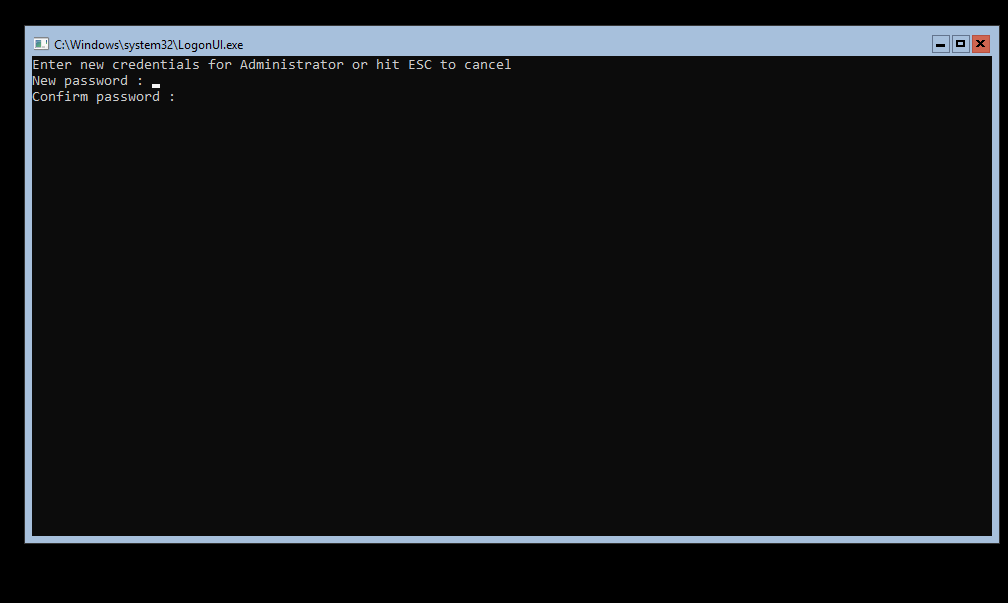 C:\Windows\system32\LogonUI.exe
Enter new credentials for Administrator or hit ESC to cancel
New password :
Confirm password :